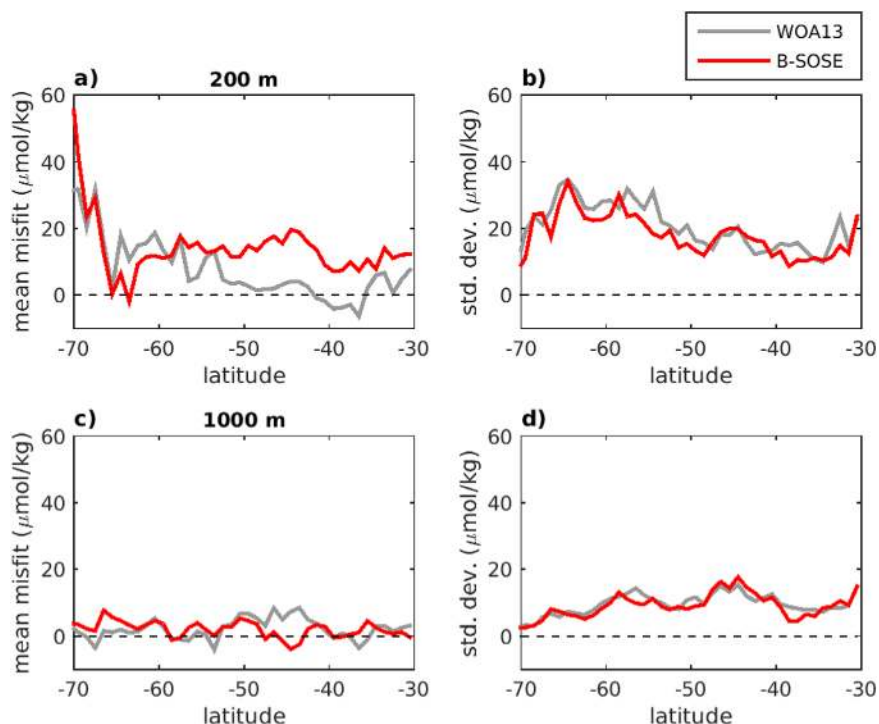 WOA13
B-SOSE
a) 200 m
mean misfit (μmol/kg)
60
40
20
0
-70 -60 -50 -40 -30
latitude
b)
std. dev. (μmol/kg)
60
40
20
0
-70 -60 -50 -40 -30
latitude
c) 1000 m
mean misfit (μmol/kg)
60
40
20
0
-70 -60 -50 -40 -30
latitude
d)
std. dev. (μmol/kg)
60
40
20
0
-70 -60 -50 -40 -30
latitude